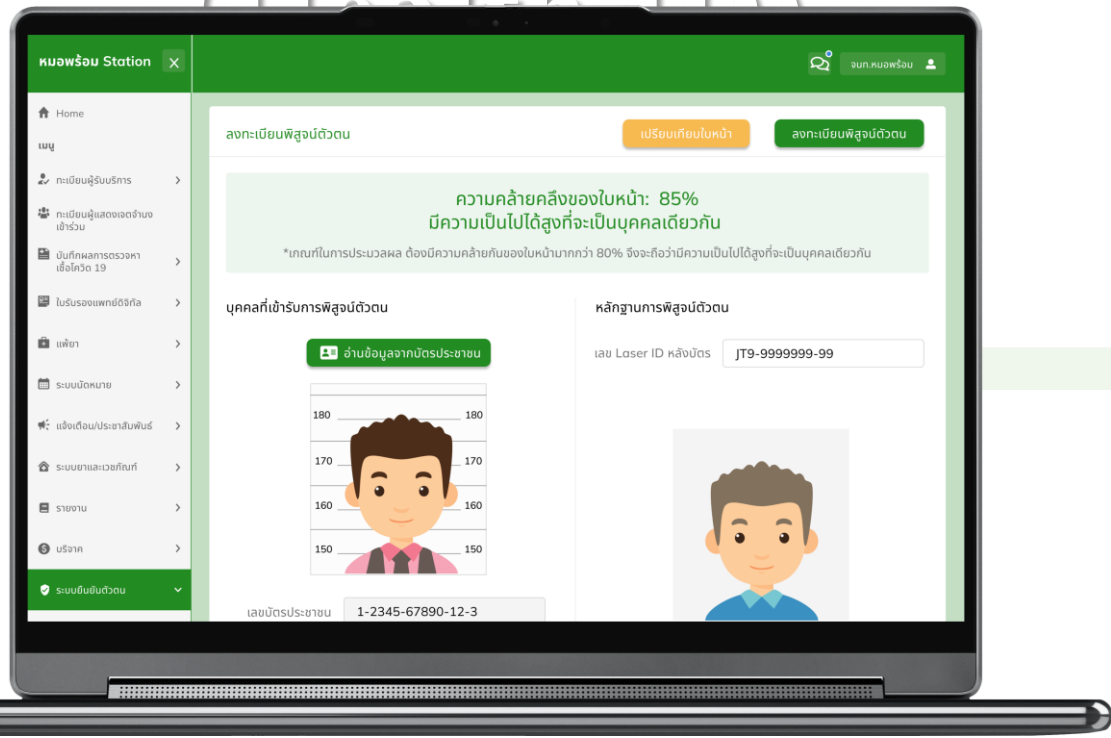 หมอพร้อม Station X
จนท.หมอพร้อม
Home
เมนู
ทะเบียนผู้รับบริการ
ทะเบียนผู้แสดงเจตจำนง
เข้าร่วม
บันทึกผลการตรวจหา
เชื้อโควิด 19
ใบรับรองแพทย์ดิจิทัล
แพ้ยา
ระบบนัดหมาย
แจ้งเตือน/ประชาสัมพันธ์
ระบบยาและเวชภัณฑ์
รายงาน
บริจาค
ระบบยืนยันตัวตน
ลงทะเบียนพิสูจน์ตัวตน
เปรียบเทียบใบหน้า
ลงทะเบียนพิสูจน์ตัวตน
ความคล้ายคลึงของใบหน้า: 85%
มีความเป็นไปได้สูงที่จะเป็นบุคคลเดียวกัน
*เกณฑ์ในการประมวลผล ต้องมีความคล้ายกันของใบหน้ามากกว่า 80% จึงจะถือว่ามีความเป็นไปได้สูงที่จะเป็นบุคคลเดียวกัน
บุคคลที่เข้ารับการพิสูจน์ตัวตน
อ่านข้อมูลจากบัตรประชาชน
180 180
170 170
160 160
150 150
เลขบัตรประชาชน 1-2345-67890-12-3
หลักฐานการพิสูจน์ตัวตน
เลข Laser ID หลังบัตร JT9-9999999-99